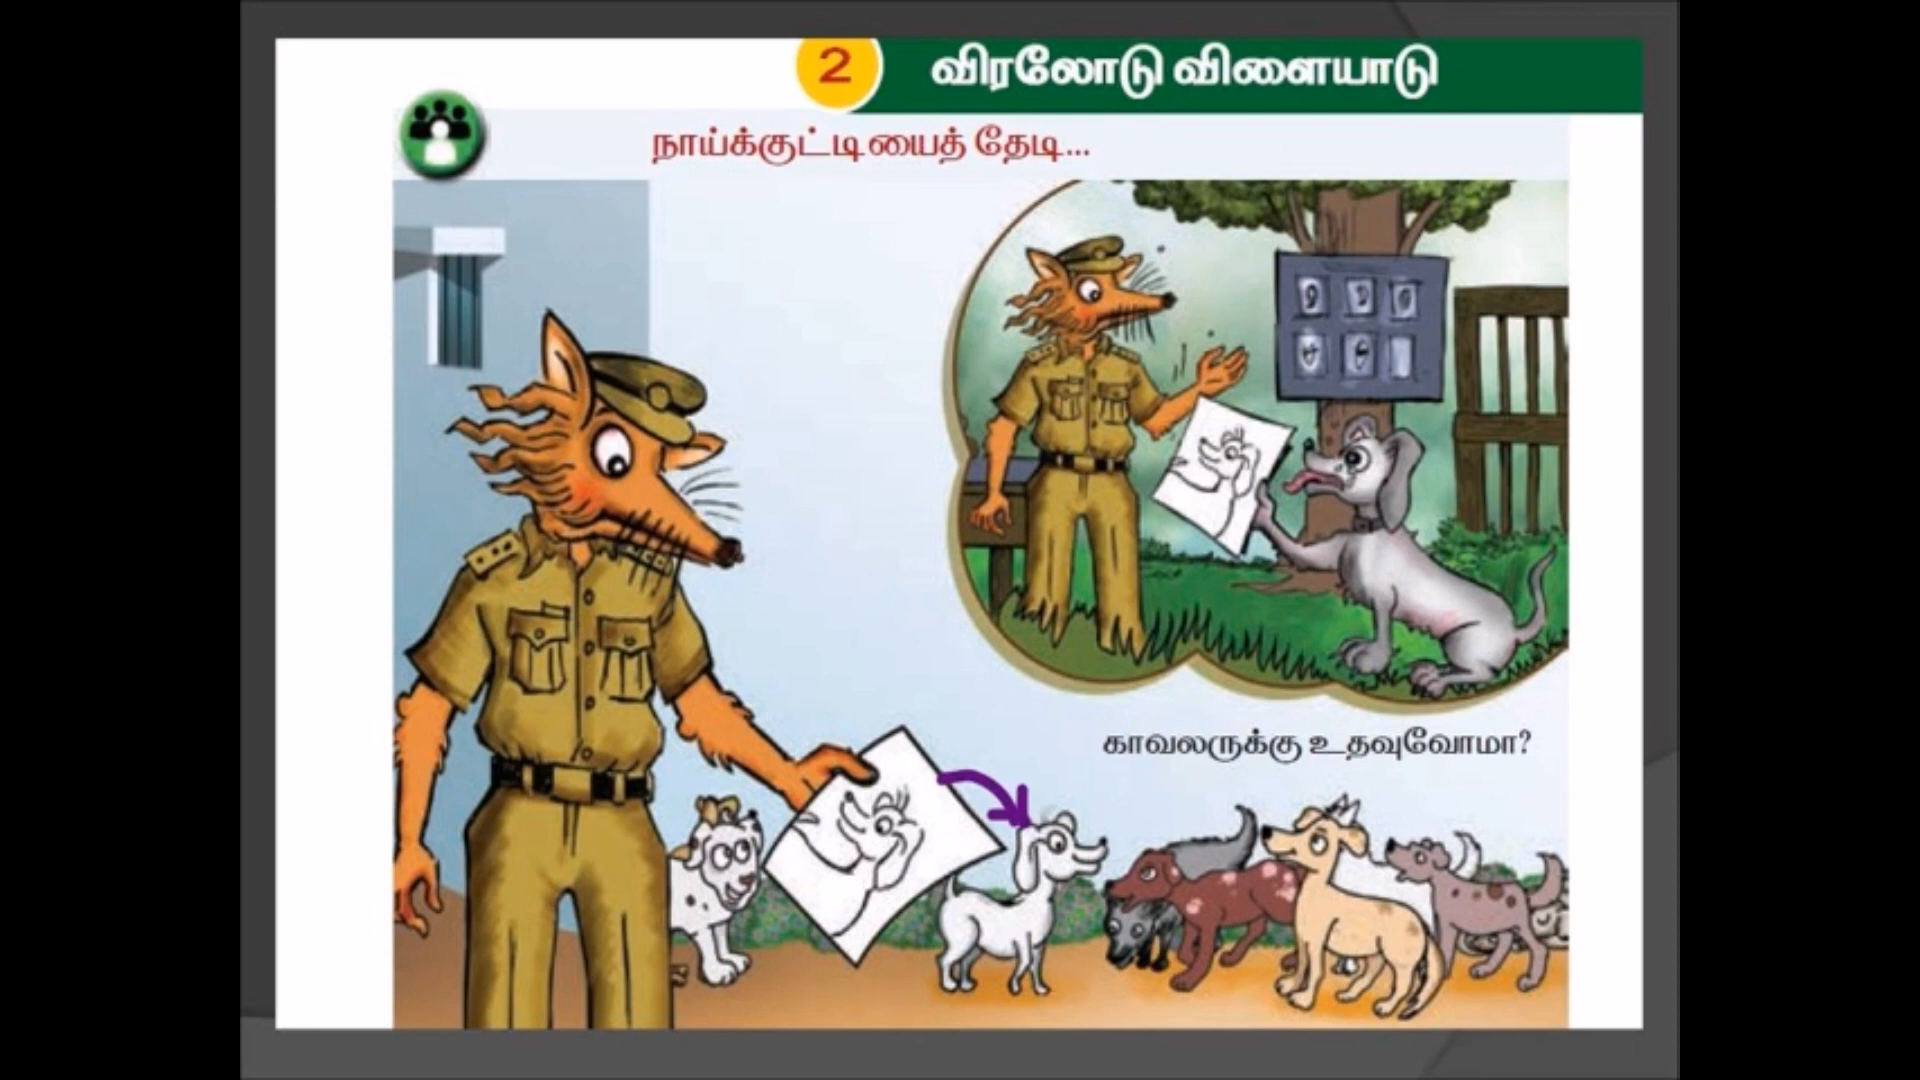 2 விரலோடு விளையாடு
நாய்க்குட்டியைத் தேடி...
காவலருக்கு உதவுவோமா?